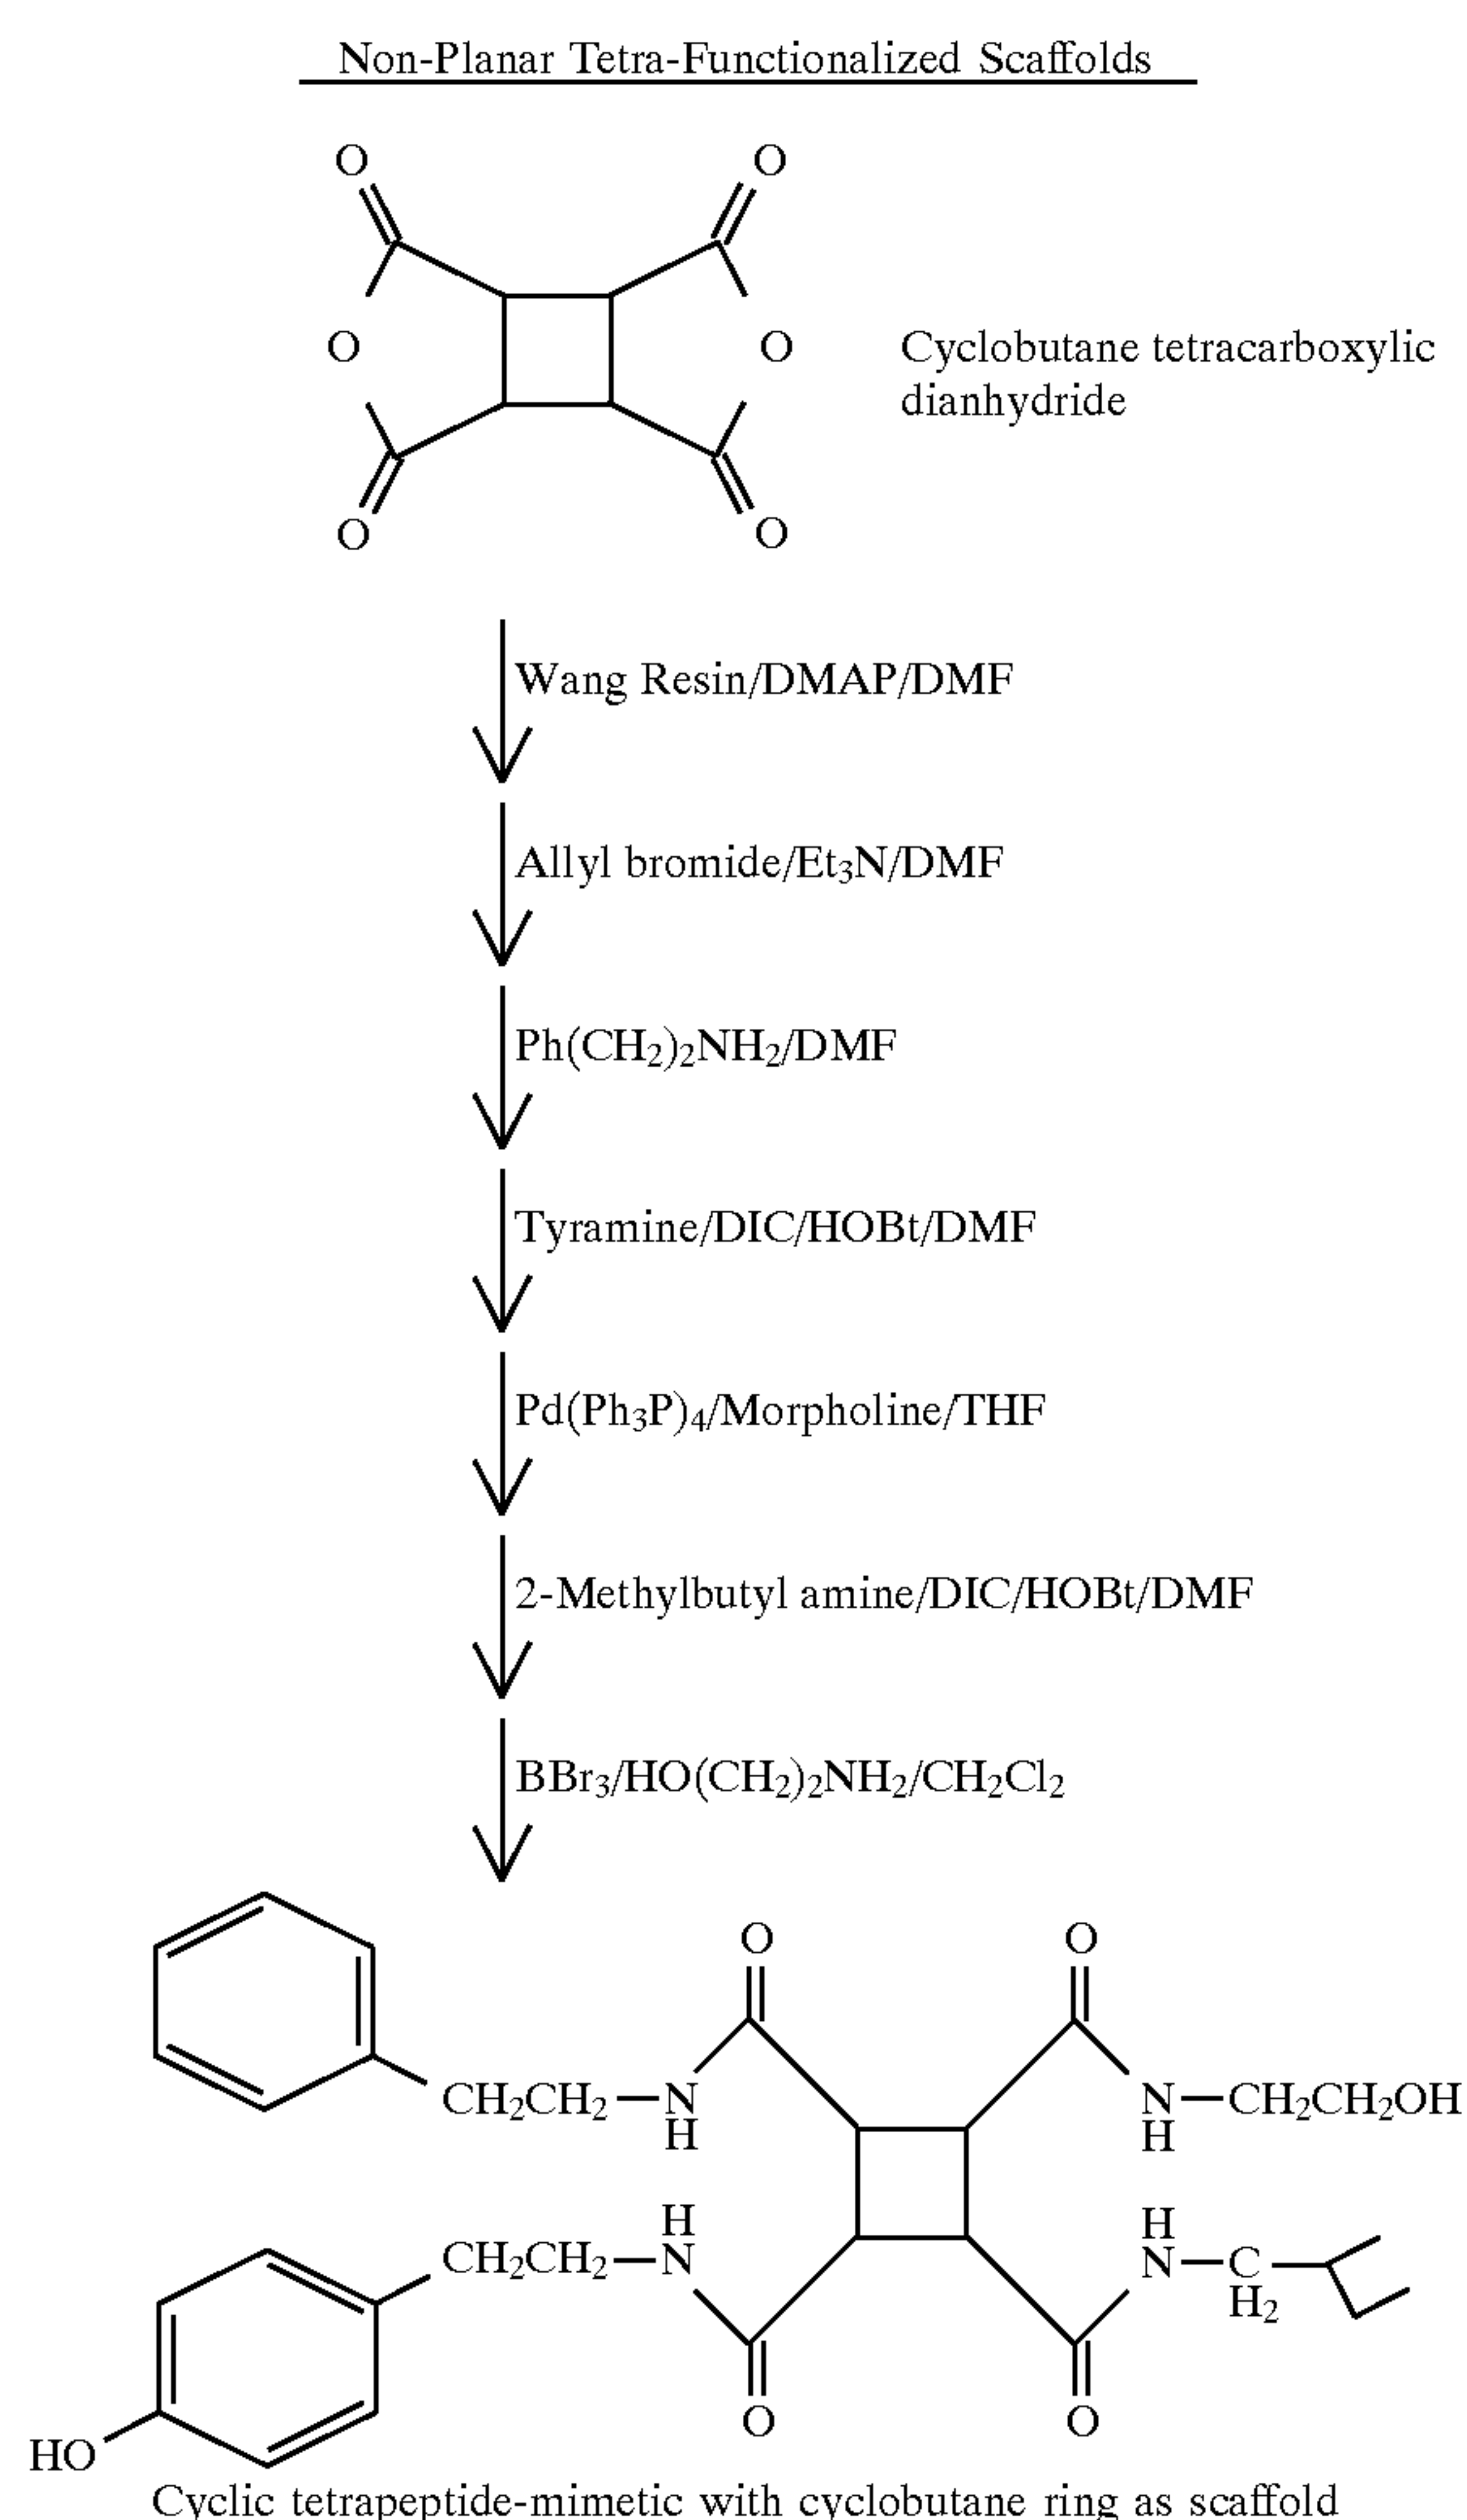 Non-Planar Tetra-Functionalized Scaffolds
O O
O O
Cyclobutane tetracarboxylic
dianhydride
O O
Wang Resin/DMAP/DMF
Allyl bromide/Et₃N/DMF
Ph(CH₂)₂NH₂/DMF
Tyramine/DIC/HOBt/DMF
Pd(Ph₃P)₄/Morpholine/THF
2-Methylbutyl amine/DIC/HOBt/DMF
BBr₃/HO(CH₂)₂NH₂/CH₂Cl₂
O O
CH₂CH₂—N N—CH₂CH₂OH
H H
H H
CH₂CH₂—N N—C
H₂
O O
HO
Cyclic tetrapeptide-mimetic with cyclobutane ring as scaffold